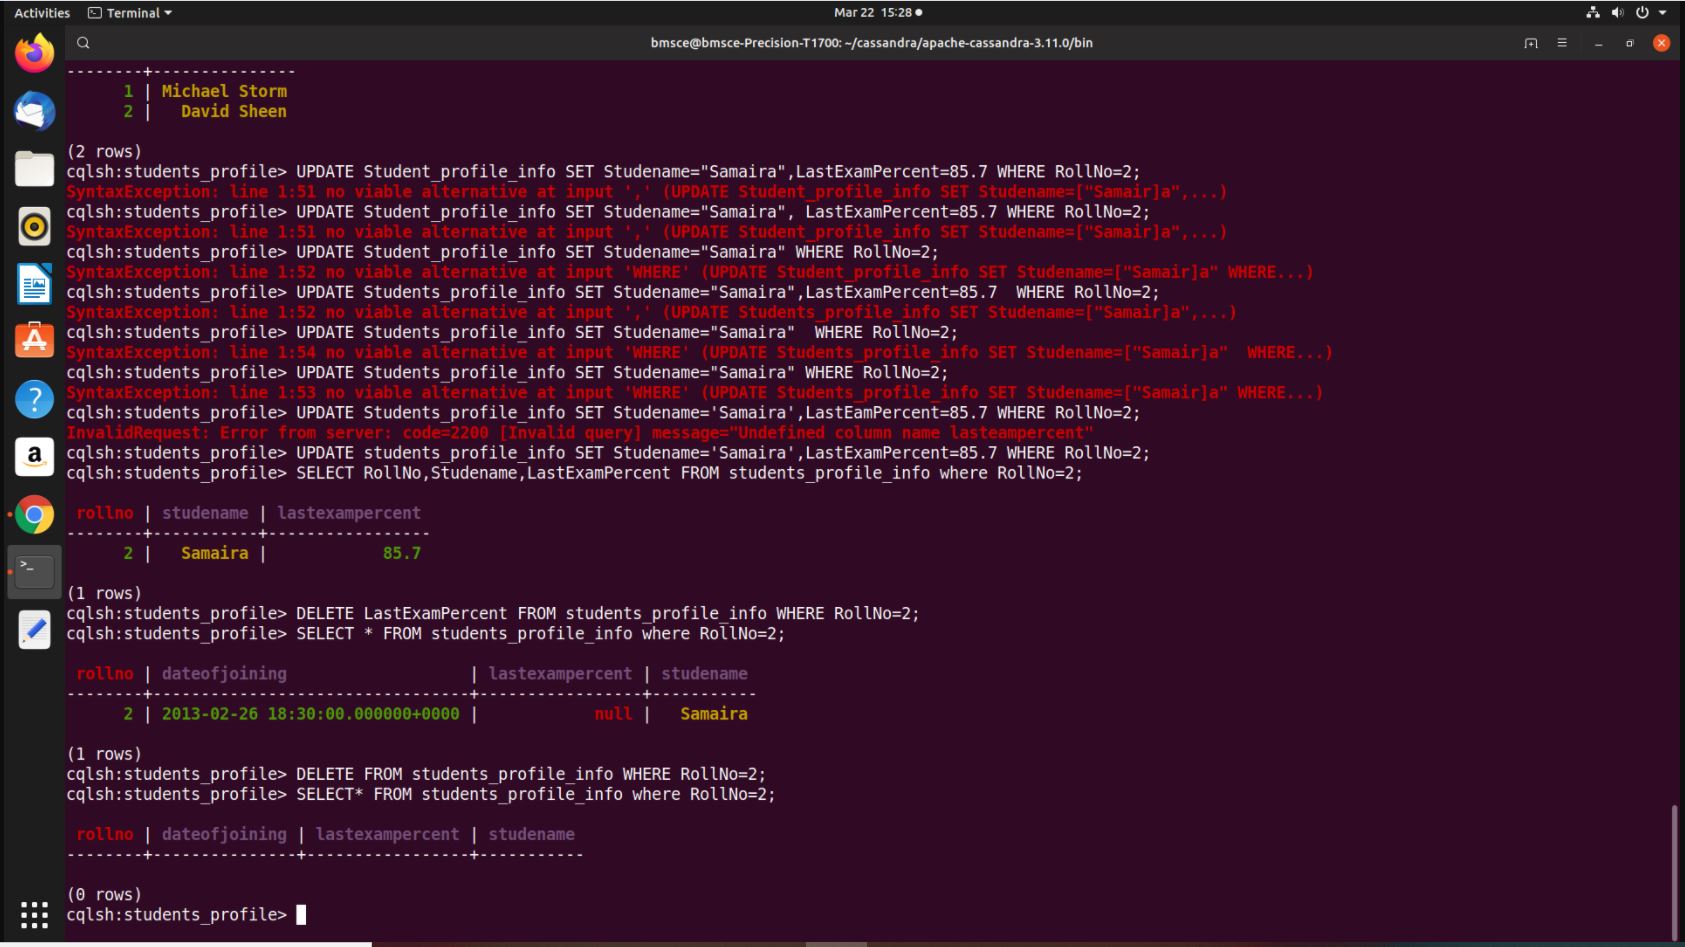 Activities Terminal Mar 22 15:28
bmsce@bmsce-Precision-T1700: ~/cassandra/apache-cassandra-3.11.0/bin
--------+---------------
1 | Michael Storm
2 | David Sheen
(2 rows)
cqlsh:students_profile> UPDATE Student_profile_info SET Studename="Samaira",LastExamPercent=85.7 WHERE RollNo=2;
SyntaxException: line 1:51 no viable alternative at input ',' (UPDATE Student_profile_info SET Studename=["Samair]a",...)
cqlsh:students_profile> UPDATE Student_profile_info SET Studename="Samaira", LastExamPercent=85.7 WHERE RollNo=2;
SyntaxException: line 1:51 no viable alternative at input ',' (UPDATE Student_profile_info SET Studename=["Samair]a",...)
cqlsh:students_profile> UPDATE Student_profile_info SET Studename="Samaira" WHERE RollNo=2;
SyntaxException: line 1:52 no viable alternative at input 'WHERE' (UPDATE Student_profile_info SET Studename=["Samair]a" WHERE...)
cqlsh:students_profile> UPDATE Students_profile_info SET Studename="Samaira",LastExamPercent=85.7  WHERE RollNo=2;
SyntaxException: line 1:52 no viable alternative at input ',' (UPDATE Students_profile_info SET Studename=["Samair]a",...)
cqlsh:students_profile> UPDATE Students_profile_info SET Studename="Samaira"  WHERE RollNo=2;
SyntaxException: line 1:54 no viable alternative at input 'WHERE' (UPDATE Students_profile_info SET Studename=["Samair]a"  WHERE...)
cqlsh:students_profile> UPDATE Students_profile_info SET Studename="Samaira" WHERE RollNo=2;
SyntaxException: line 1:53 no viable alternative at input 'WHERE' (UPDATE Students_profile_info SET Studename=["Samair]a" WHERE...)
cqlsh:students_profile> UPDATE Students_profile_info SET Studename='Samaira',LastEamPercent=85.7 WHERE RollNo=2;
InvalidRequest: Error from server: code=2200 [Invalid query] message="Undefined column name lasteampercent"
cqlsh:students_profile> UPDATE students_profile_info SET Studename='Samaira',LastExamPercent=85.7 WHERE RollNo=2;
cqlsh:students_profile> SELECT RollNo,Studename,LastExamPercent FROM students_profile_info where RollNo=2;
rollno | studename | lastexampercent
--------+-----------+-----------------
2 | Samaira | 85.7
(1 rows)
cqlsh:students_profile> DELETE LastExamPercent FROM students_profile_info WHERE RollNo=2;
cqlsh:students_profile> SELECT * FROM students_profile_info where RollNo=2;
rollno | dateofjoining | lastexampercent | studename
--------+---------------------------------+-----------------+-----------
2 | 2013-02-26 18:30:00.000000+0000 | null | Samaira
(1 rows)
cqlsh:students_profile> DELETE FROM students_profile_info WHERE RollNo=2;
cqlsh:students_profile> SELECT* FROM students_profile_info where RollNo=2;
rollno | dateofjoining | lastexampercent | studename
--------+---------------+-----------------+-----------
(0 rows)
cqlsh:students_profile>